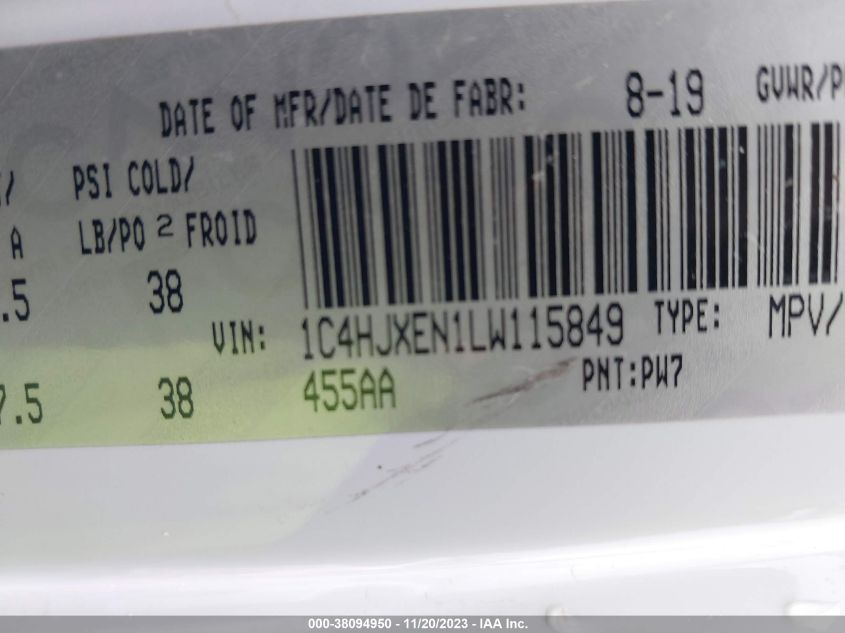 DATE OF MFR/DATE DE FABR: 8-19 GVWR/P
/ PSI COLD/
A LB/PO 2 FROID
.5 38
VIN: 1C4HJXEN1LW115849 TYPE: MPV/
7.5 38 455AA PNT:PW7
000-38094950 - 11/20/2023 - IAA Inc.